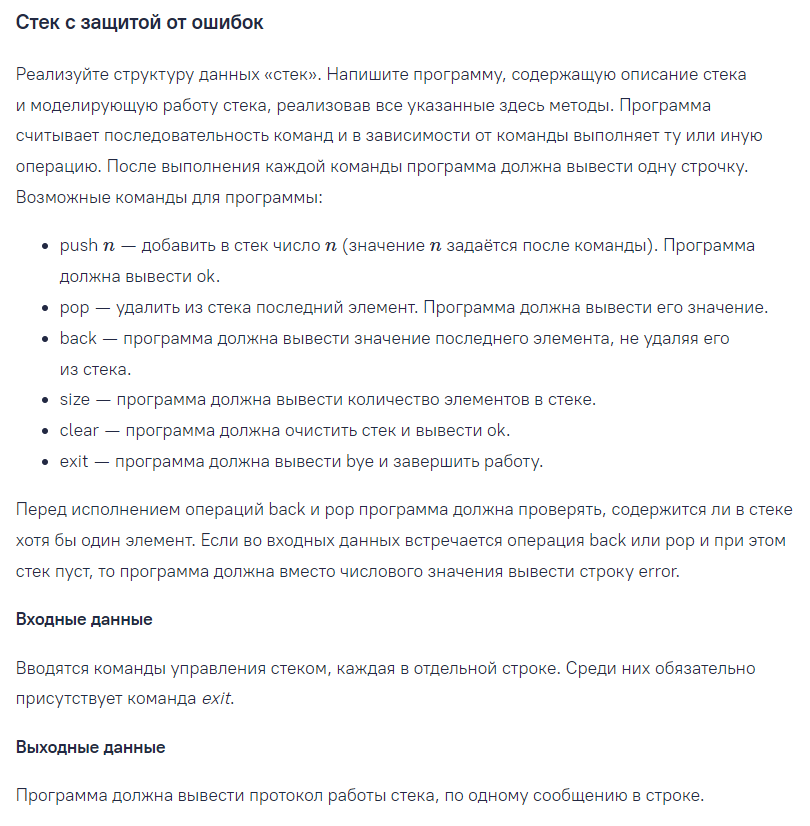 Стек с защитой от ошибок
Реализуйте структуру данных «стек». Напишите программу, содержащую описание стека
и моделирующую работу стека, реализовав все указанные здесь методы. Программа
считывает последовательность команд и в зависимости от команды выполняет ту или иную
операцию. После выполнения каждой команды программа должна вывести одну строчку.
Возможные команды для программы:
• push n — добавить в стек число n (значение n задаётся после команды). Программа
должна вывести ok.
• pop — удалить из стека последний элемент. Программа должна вывести его значение.
• back — программа должна вывести значение последнего элемента, не удаляя его
из стека.
• size — программа должна вывести количество элементов в стеке.
• clear — программа должна очистить стек и вывести ok.
• exit — программа должна вывести bye и завершить работу.
Перед исполнением операций back и pop программа должна проверять, содержится ли в стеке
хотя бы один элемент. Если во входных данных встречается операция back или pop и при этом
стек пуст, то программа должна вместо числового значения вывести строку error.
Входные данные
Вводятся команды управления стеком, каждая в отдельной строке. Среди них обязательно
присутствует команда exit.
Выходные данные
Программа должна вывести протокол работы стека, по одному сообщению в строке.